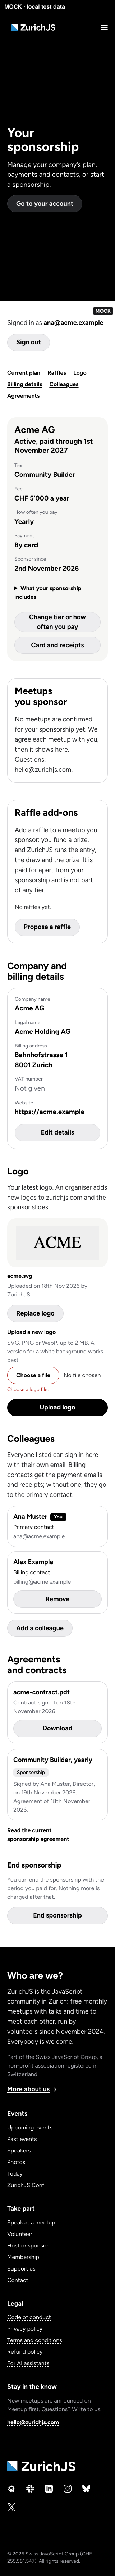 MOCK · local test data
ZurichJS
Your
sponsorship
Manage your company's plan,
payments and contacts, or start
a sponsorship.
Go to your account
MOCK
Signed in as ana@acme.example
Sign out
Current plan Raffles Logo
Billing details Colleagues
Agreements
Acme AG
Active, paid through 1st
November 2027
Tier
Community Builder
Fee
CHF 5'000 a year
How often you pay
Yearly
Payment
By card
Sponsor since
2nd November 2026
What your sponsorship
includes
Change tier or how
often you pay
Card and receipts
Meetups
you sponsor
No meetups are confirmed
for your sponsorship yet. We
agree each meetup with you,
then it shows here.
Questions:
hello@zurichjs.com.
Raffle add-ons
Add a raffle to a meetup you
sponsor: you fund a prize,
and ZurichJS runs the entry,
the draw and the prize. It is
paid for apart from your
sponsorship and is not part
of any tier.
No raffles yet.
Propose a raffle
Company and
billing details
Company name
Acme AG
Legal name
Acme Holding AG
Billing address
Bahnhofstrasse 1
8001 Zurich
VAT number
Not given
Website
https://acme.example
Edit details
Logo
Your latest logo. An organiser adds
new logos to zurichjs.com and the
sponsor slides.
ACME
acme.svg
Uploaded on 18th Nov 2026 by
ZurichJS
Replace logo
Upload a new logo
SVG, PNG or WebP, up to 2 MB. A
version for a white background works
best.
Choose a file No file chosen
Choose a logo file.
Upload logo
Colleagues
Everyone listed can sign in here
with their own email. Billing
contacts get the payment emails
and receipts; without one, they go
to the primary contact.
Ana Muster You
Primary contact
ana@acme.example
Alex Example
Billing contact
billing@acme.example
Remove
Add a colleague
Agreements
and contracts
acme-contract.pdf
Contract signed on 18th
November 2026
Download
Community Builder, yearly
Sponsorship
Signed by Ana Muster, Director,
on 19th November 2026.
Agreement of 18th November
2026.
Read the current
sponsorship agreement
End sponsorship
You can end the sponsorship with the
period you paid for. Nothing more is
charged after that.
End sponsorship
Who are we?
ZurichJS is the JavaScript
community in Zurich: free monthly
meetups with talks and time to
meet each other, run by
volunteers since November 2024.
Everybody is welcome.
Part of the Swiss JavaScript Group, a
non-profit association registered in
Switzerland.
More about us
Events
Upcoming events
Past events
Speakers
Photos
Today
ZurichJS Conf
Take part
Speak at a meetup
Volunteer
Host or sponsor
Membership
Support us
Contact
Legal
Code of conduct
Privacy policy
Terms and conditions
Refund policy
For AI assistants
Stay in the know
New meetups are announced on
Meetup first. Questions? Write to us.
hello@zurichjs.com
ZurichJS
© 2026 Swiss JavaScript Group (CHE-
255.581.547). All rights reserved.